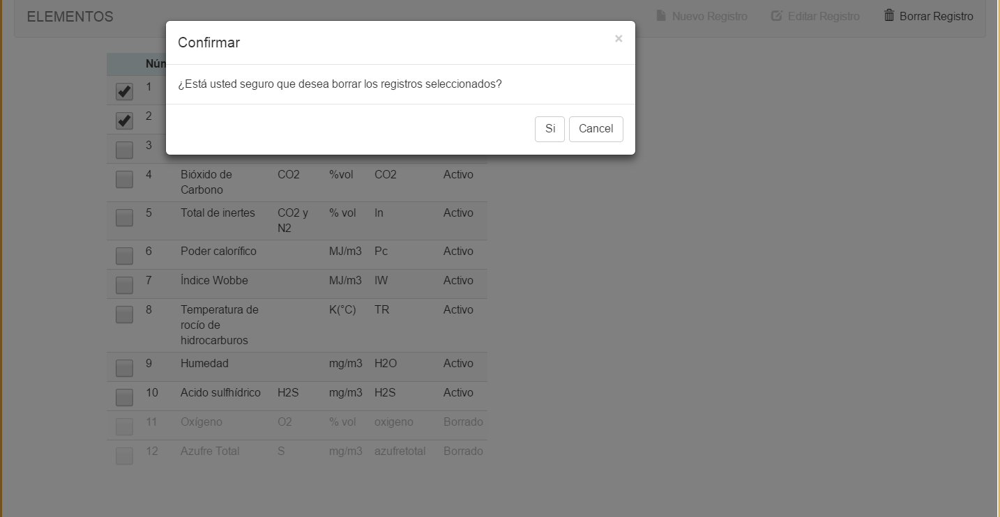 ELEMENTOS
Nuevo Registro Editar Registro Borrar Registro
Confirmar ×
¿Está usted seguro que desea borrar los registros seleccionados?
Si Cancel
Núm
1
2
3
4 Bióxido de CO2 %vol CO2 Activo
Carbono
5 Total de inertes CO2 y % vol In Activo
N2
6 Poder calorífico MJ/m3 Pc Activo
7 Índice Wobbe MJ/m3 IW Activo
8 Temperatura de K(°C) TR Activo
rocío de
hidrocarburos
9 Humedad mg/m3 H2O Activo
10 Acido sulfhídrico H2S mg/m3 H2S Activo
11 Oxígeno O2 % vol oxigeno Borrado
12 Azufre Total S mg/m3 azufretotal Borrado